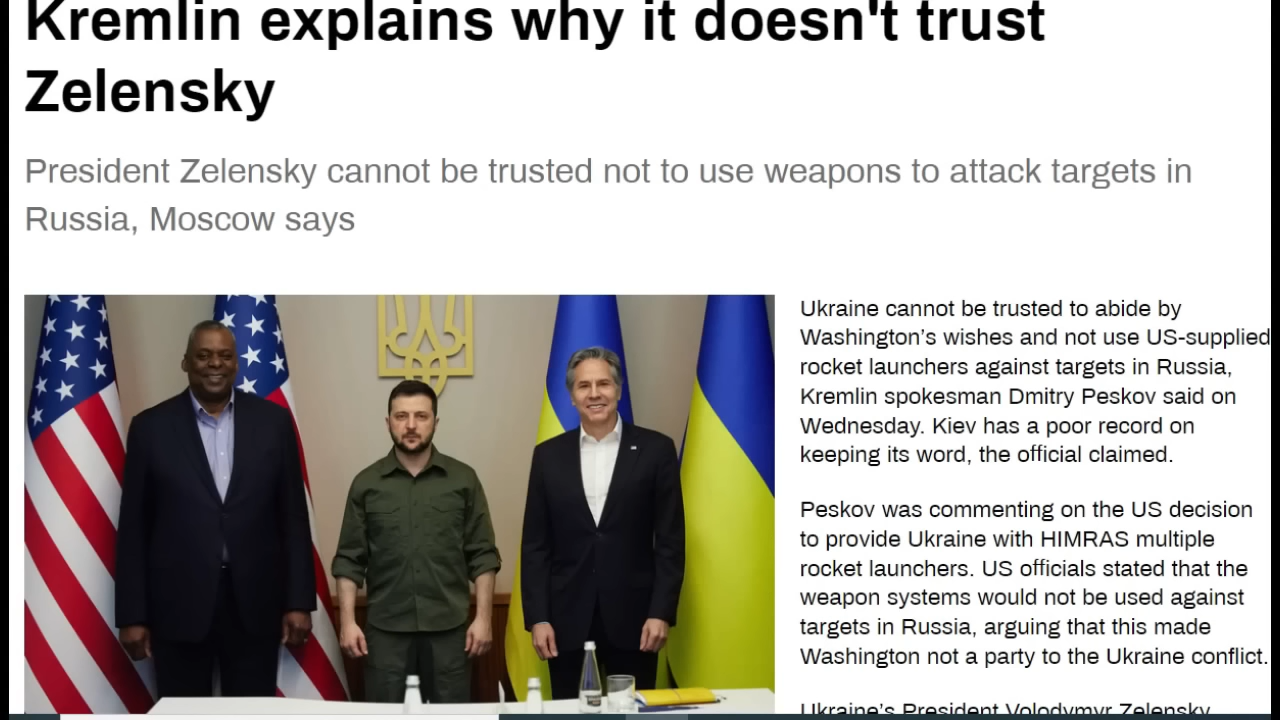 Kremlin explains why it doesn't trust
Zelensky
President Zelensky cannot be trusted not to use weapons to attack targets in
Russia, Moscow says
Ukraine cannot be trusted to abide by
Washington’s wishes and not use US-supplied
rocket launchers against targets in Russia,
Kremlin spokesman Dmitry Peskov said on
Wednesday. Kiev has a poor record on
keeping its word, the official claimed.
Peskov was commenting on the US decision
to provide Ukraine with HIMRAS multiple
rocket launchers. US officials stated that the
weapon systems would not be used against
targets in Russia, arguing that this made
Washington not a party to the Ukraine conflict.
Ukraine’s President Volodymyr Zelensky